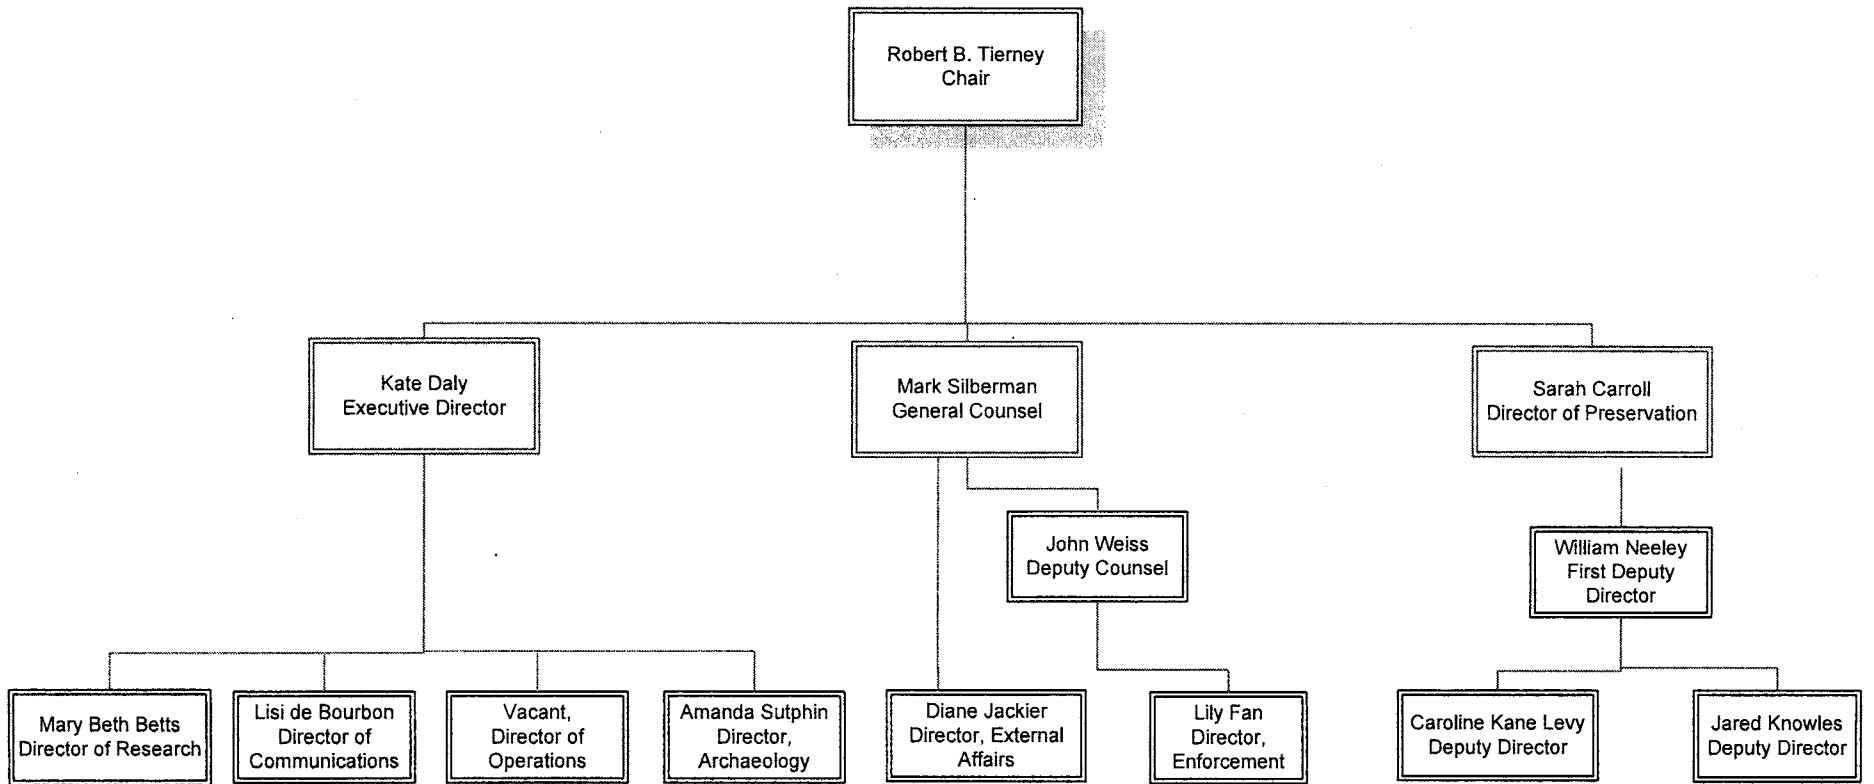 Robert B. Tierney
Chair
Kate Daly
Executive Director
Mark Silberman
General Counsel
Sarah Carroll
Director of Preservation
John Weiss
Deputy Counsel
William Neeley
First Deputy
Director
Mary Beth Betts
Director of Research
Lisi de Bourbon
Director of
Communications
Vacant,
Director of
Operations
Amanda Sutphin
Director,
Archaeology
Diane Jackier
Director, External
Affairs
Lily Fan
Director,
Enforcement
Caroline Kane Levy
Deputy Director
Jared Knowles
Deputy Director